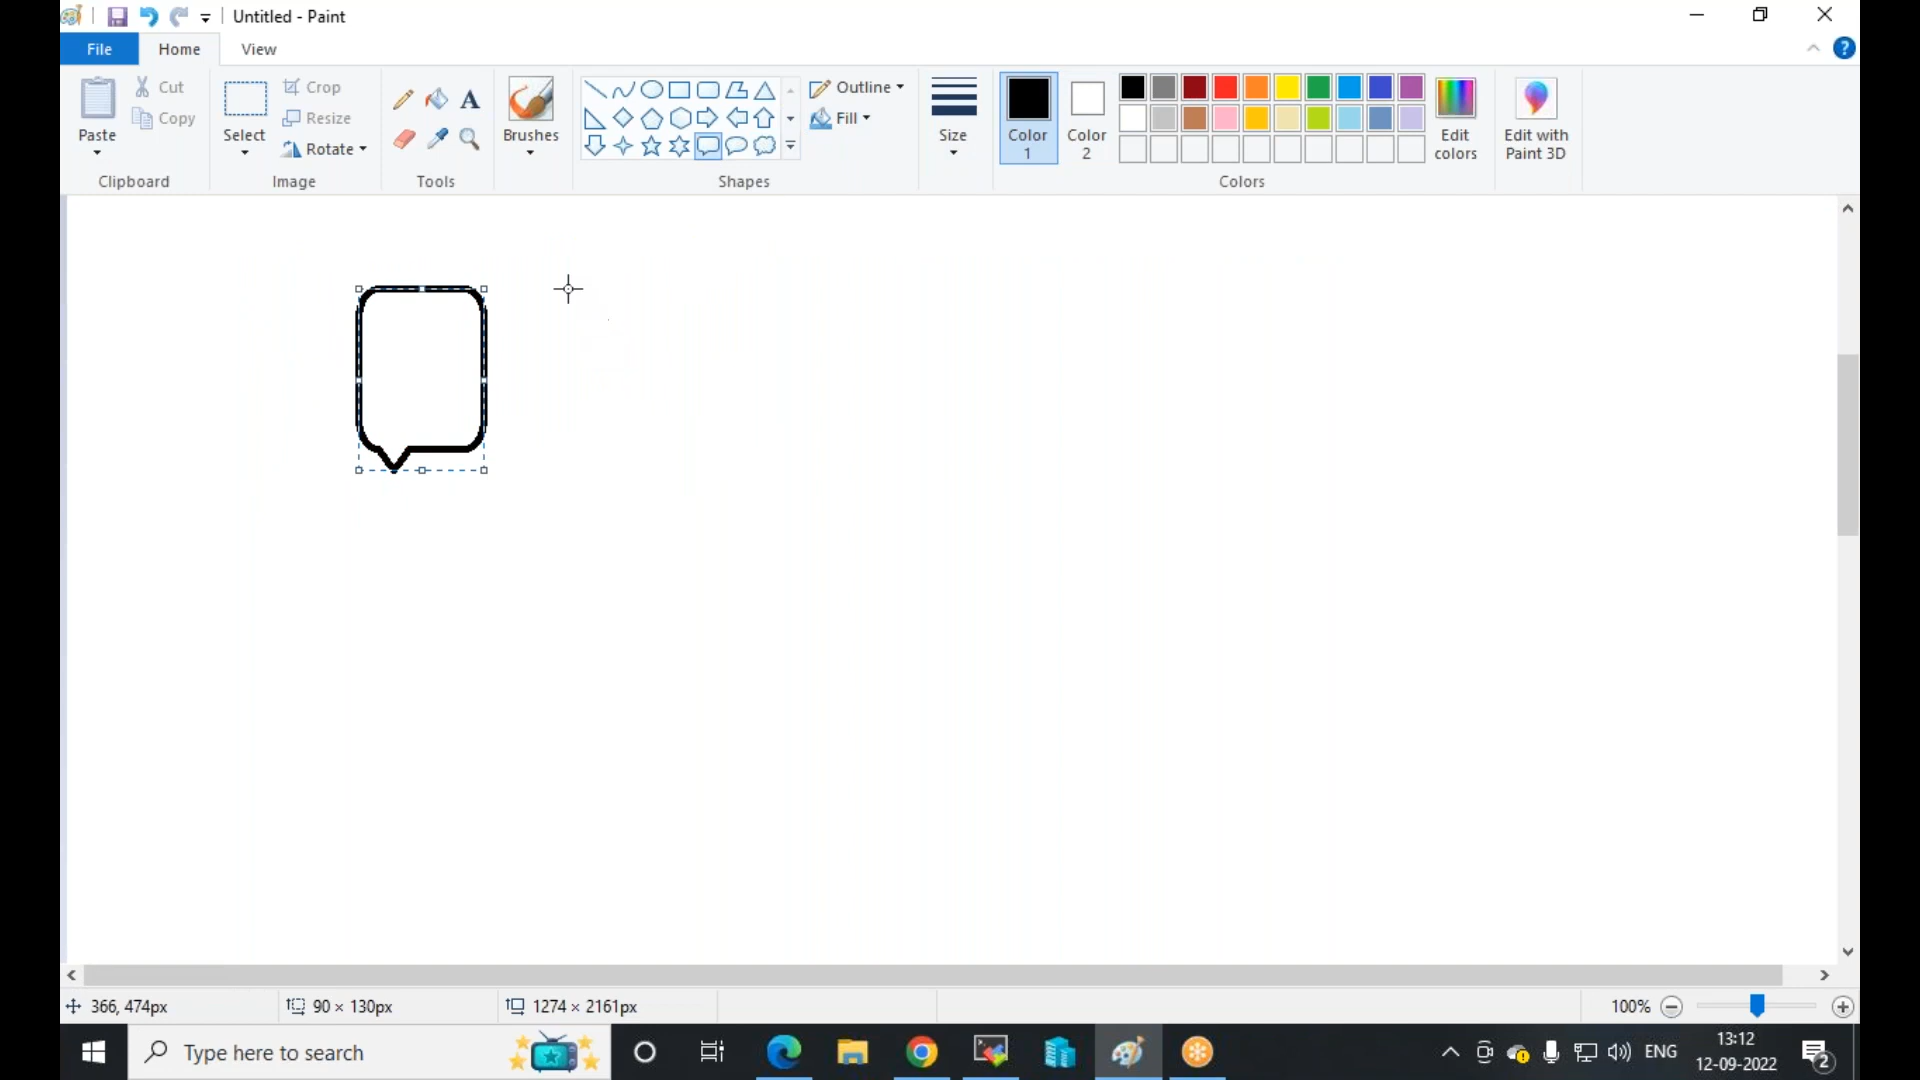 Untitled - Paint
File Home View
Paste
Cut
Copy
Clipboard
Select
Crop
Resize
Rotate
Image
A
Tools
Brushes
Outline
Fill
Shapes
Size
Color 1
Color 2
Colors
Edit colors
Edit with Paint 3D
366, 474px
90 × 130px
1274 × 2161px
100%
Type here to search
ENG
13:12
12-09-2022
2